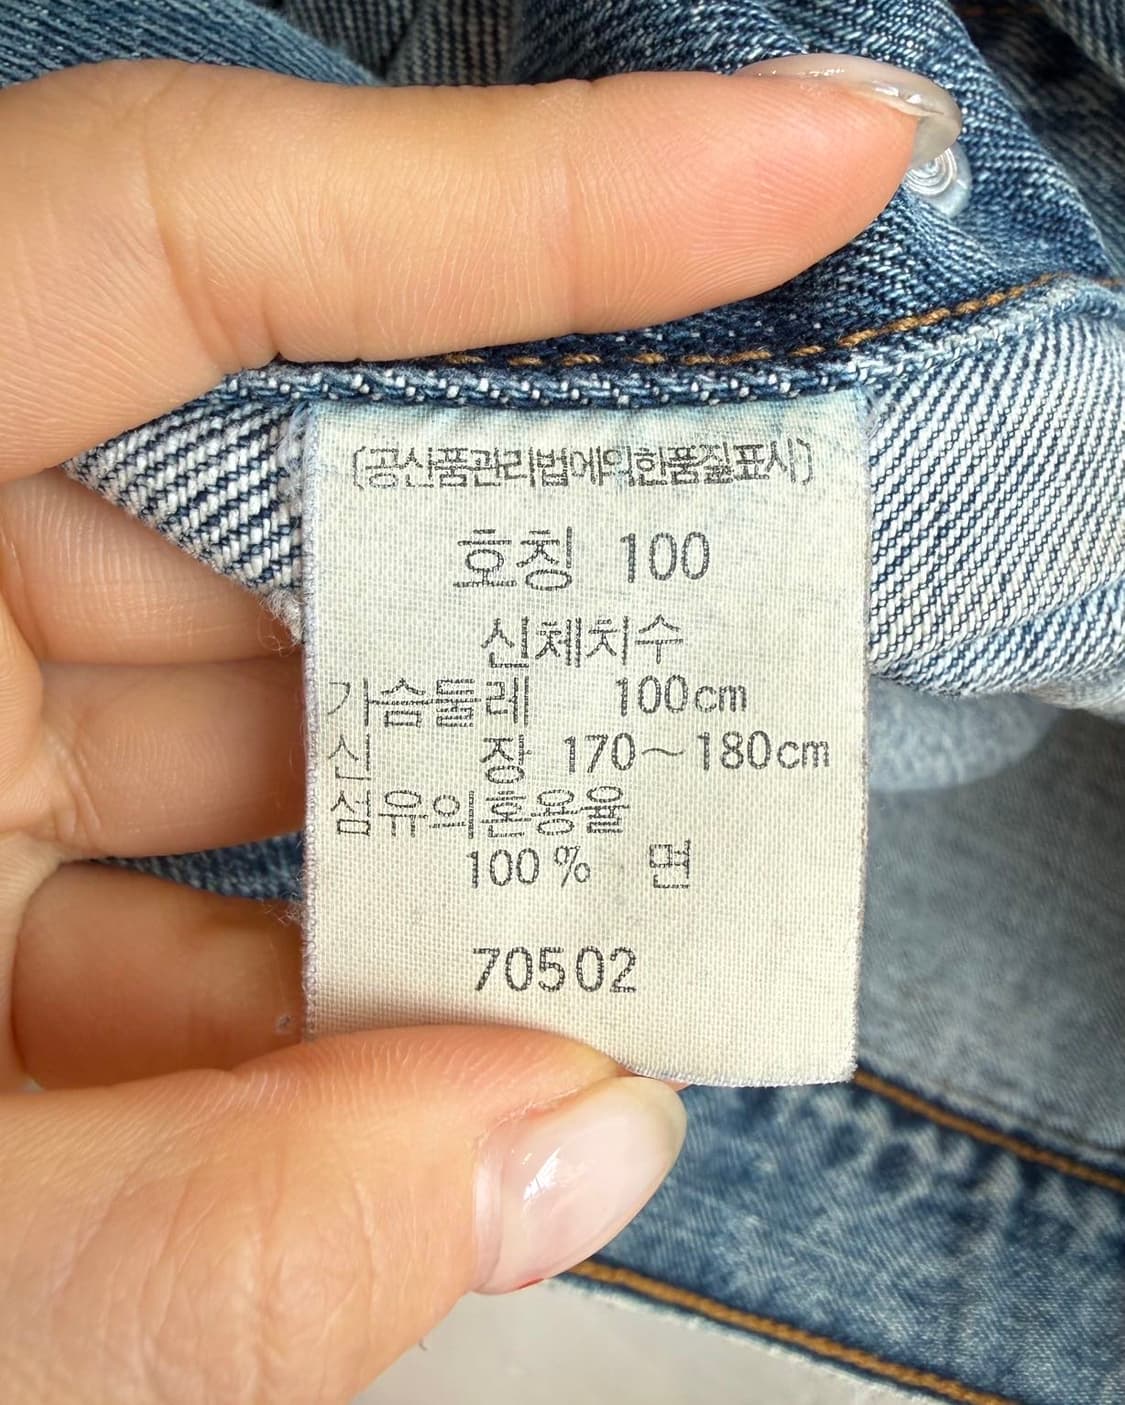 (공산품관리법에의한품질표시)
호칭 100
신체치수
가슴둘레 100cm
신 장 170~180cm
섬유의혼용율
100% 면
70502